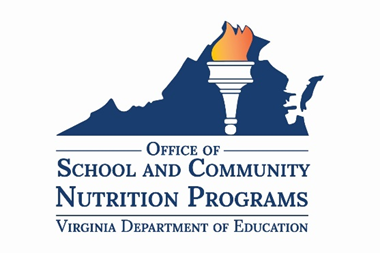 Office of
School and Community
Nutrition Programs
Virginia Department of Education